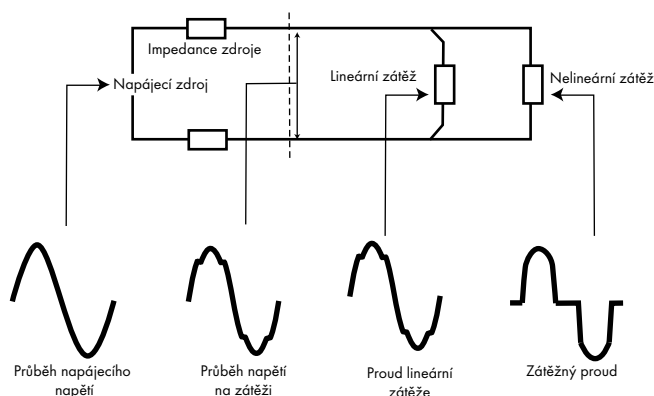 Impedance zdroje
Napájecí zdroj
Lineární zátěž
Nelineární zátěž
Průběh napájecího
napětí
Průběh napětí
na zátěži
Proud lineární
zátěže
Zátěžný proud